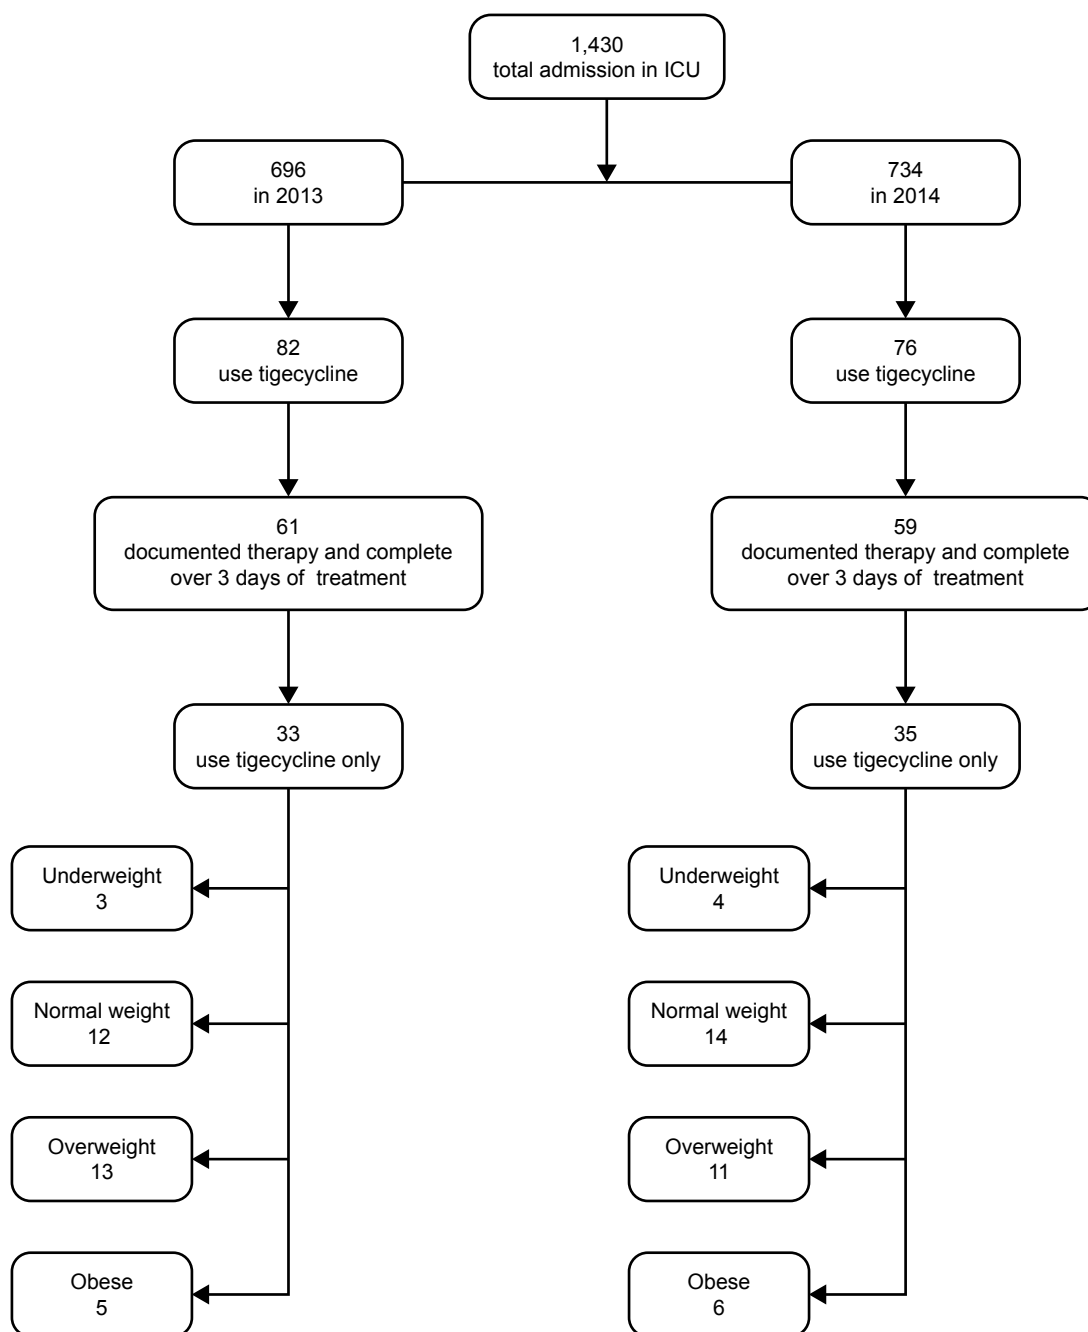 1,430
total admission in ICU
696
in 2013
734
in 2014
82
use tigecycline
76
use tigecycline
61
documented therapy and complete
over 3 days of treatment
59
documented therapy and complete
over 3 days of treatment
33
use tigecycline only
35
use tigecycline only
Underweight
3
Underweight
4
Normal weight
12
Normal weight
14
Overweight
13
Overweight
11
Obese
5
Obese
6